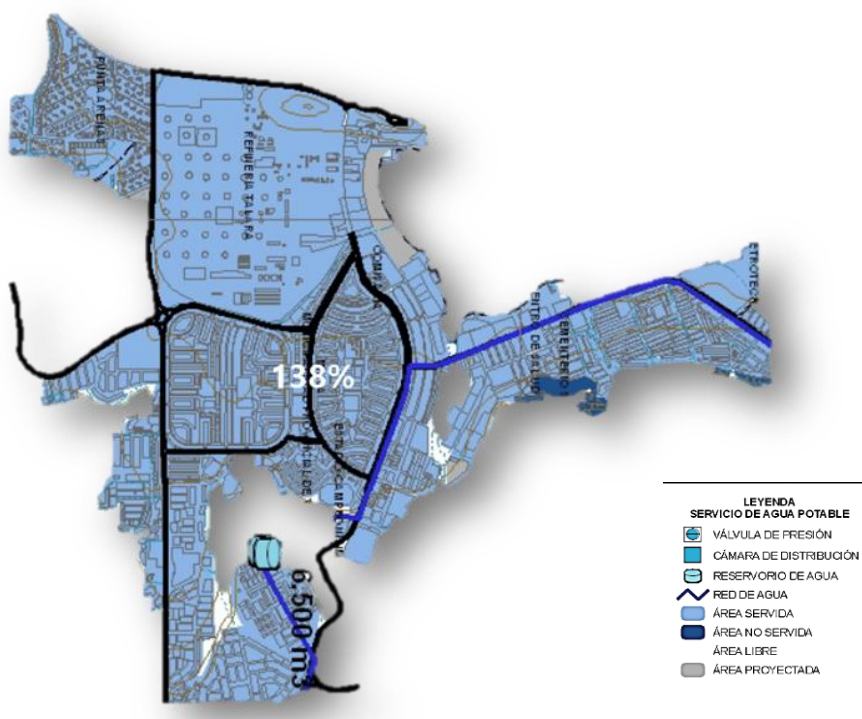 PUNTA ARENAS
REFINERIA TALARA
138%
CEMENTERIO
6,500 m3
LEYENDA
SERVICIO DE AGUA POTABLE
VÁLVULA DE PRESIÓN
CÁMARA DE DISTRIBUCIÓN
RESERVORIO DE AGUA
RED DE AGUA
ÁREA SERVIDA
ÁREA NO SERVIDA
ÁREA LIBRE
ÁREA PROYECTADA